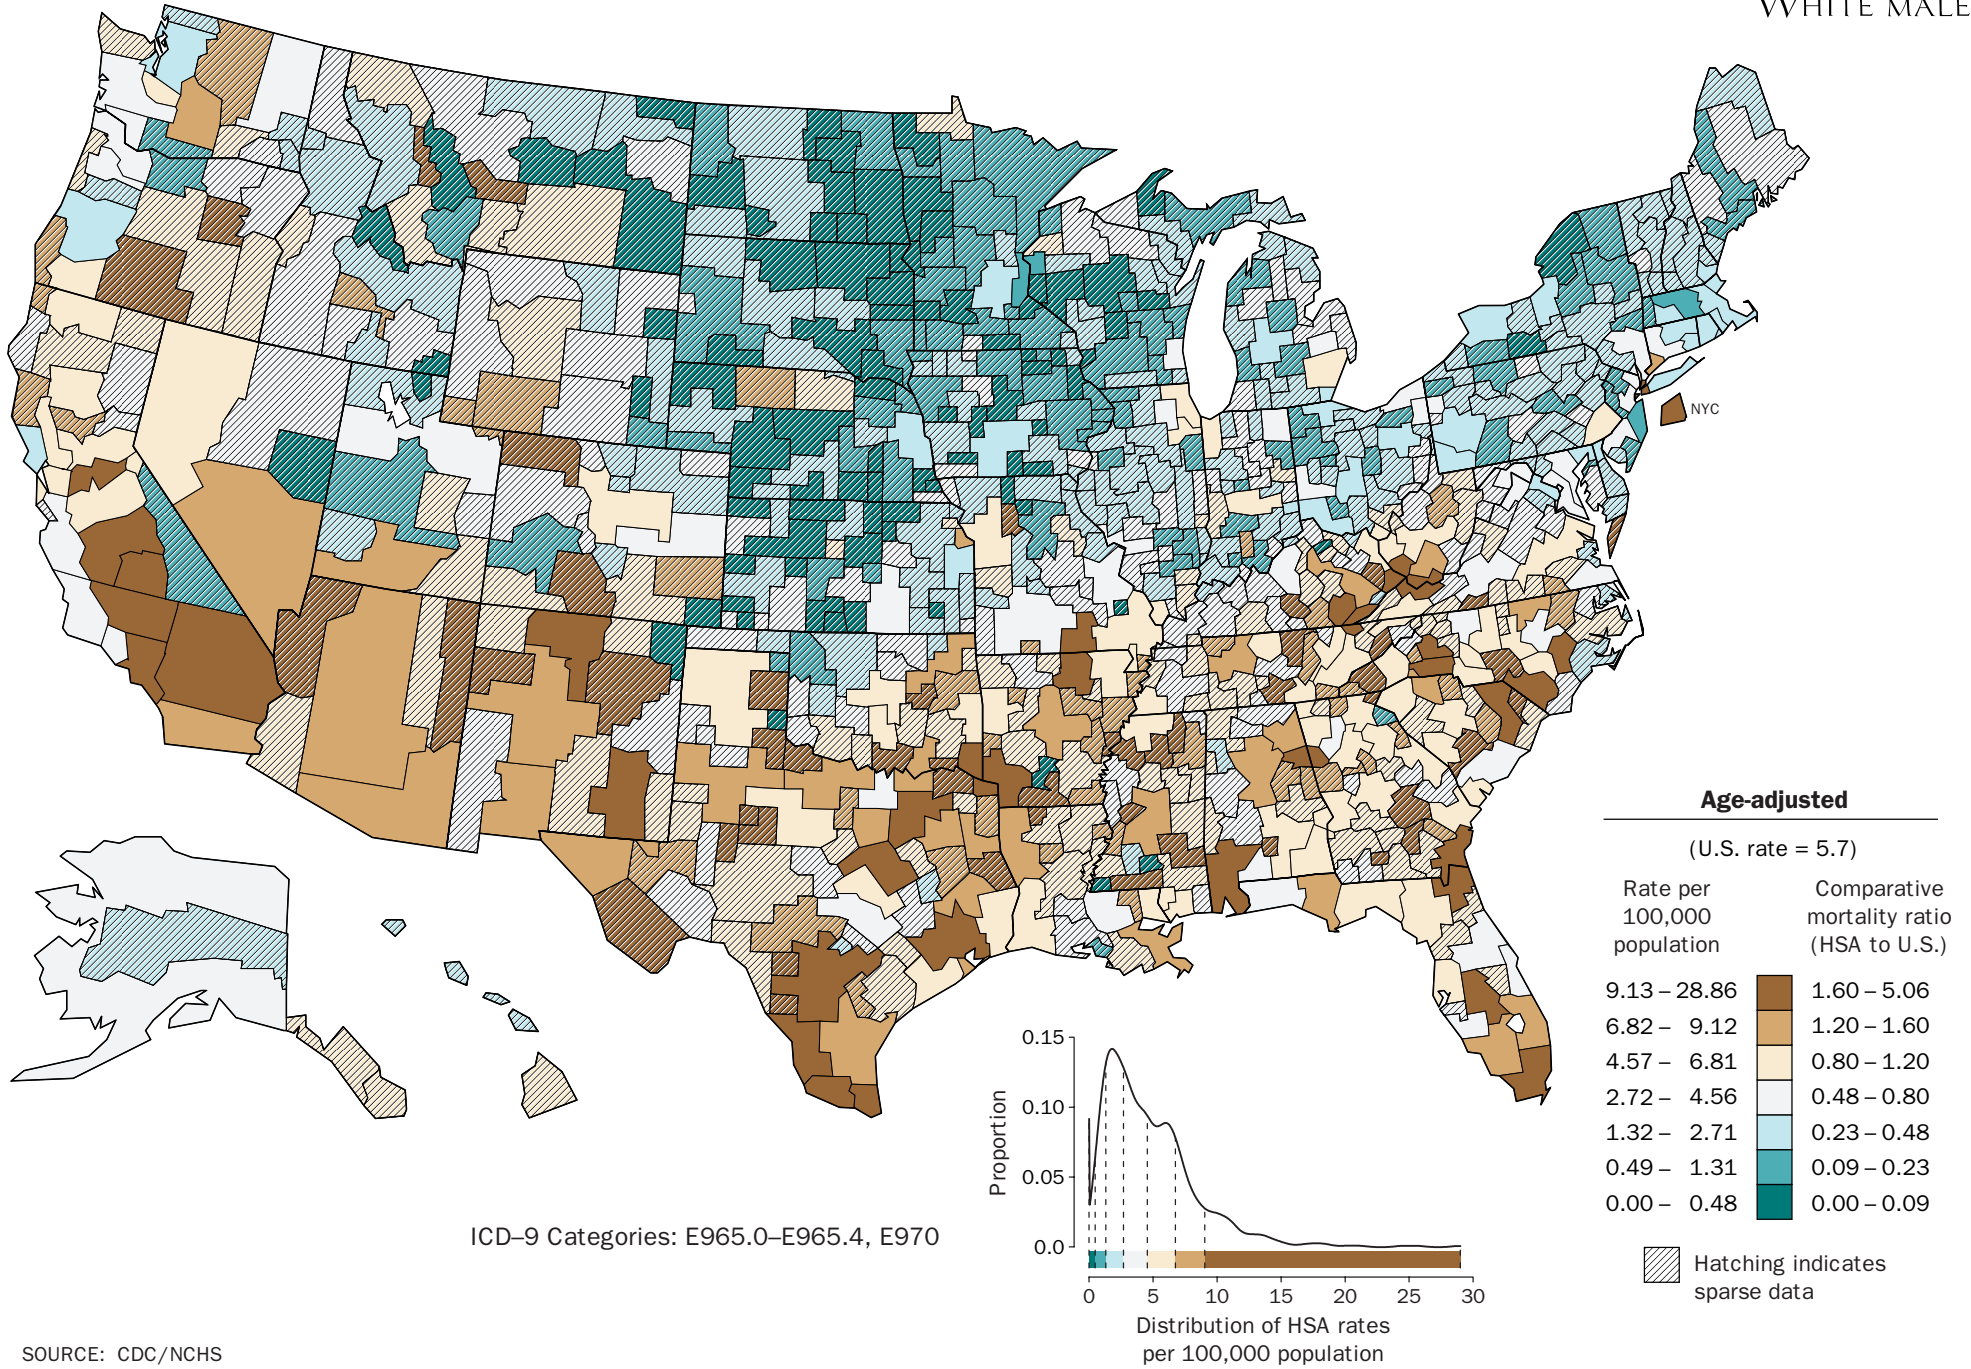 WHITE MALE
NYC
Age-adjusted
(U.S. rate = 5.7)
Rate per 100,000 population
Comparative mortality ratio (HSA to U.S.)
9.13 – 28.86 1.60 – 5.06
6.82 – 9.12 1.20 – 1.60
4.57 – 6.81 0.80 – 1.20
2.72 – 4.56 0.48 – 0.80
1.32 – 2.71 0.23 – 0.48
0.49 – 1.31 0.09 – 0.23
0.00 – 0.48 0.00 – 0.09
Hatching indicates
sparse data
Proportion
0.15
0.10
0.05
0.0
0 5 10 15 20 25 30
Distribution of HSA rates
per 100,000 population
ICD–9 Categories: E965.0–E965.4, E970
SOURCE: CDC/NCHS